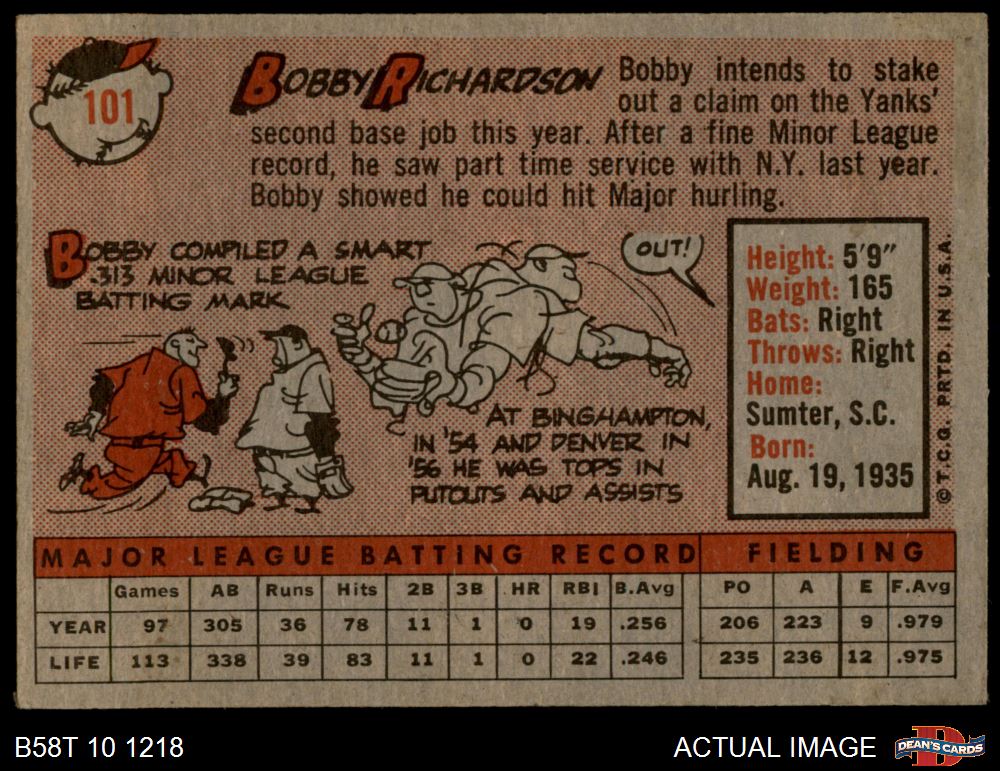 101
BOBBY RICHARDSON
Bobby intends to stake
out a claim on the Yanks'
second base job this year. After a fine Minor League
record, he saw part time service with N.Y. last year.
Bobby showed he could hit Major hurling.
BOBBY COMPILED A SMART
.313 MINOR LEAGUE
BATTING MARK
OUT!
AT BINGHAMPTON,
IN '54 AND DENVER IN
'56 HE WAS TOPS IN
PUTOUTS AND ASSISTS
Height: 5'9"
Weight: 165
Bats: Right
Throws: Right
Home:
Sumter, S.C.
Born:
Aug. 19, 1935
© T.C.G. PRTD. IN U.S.A.
MAJOR LEAGUE BATTING RECORD FIELDING
Games AB Runs Hits 2B 3B HR RBI B.Avg PO A E F.Avg
YEAR 97 305 36 78 11 1 0 19 .256 206 223 9 .979
LIFE 113 338 39 83 11 1 0 22 .246 235 236 12 .975
B58T 10 1218
ACTUAL IMAGE
D
DEAN'S CARDS